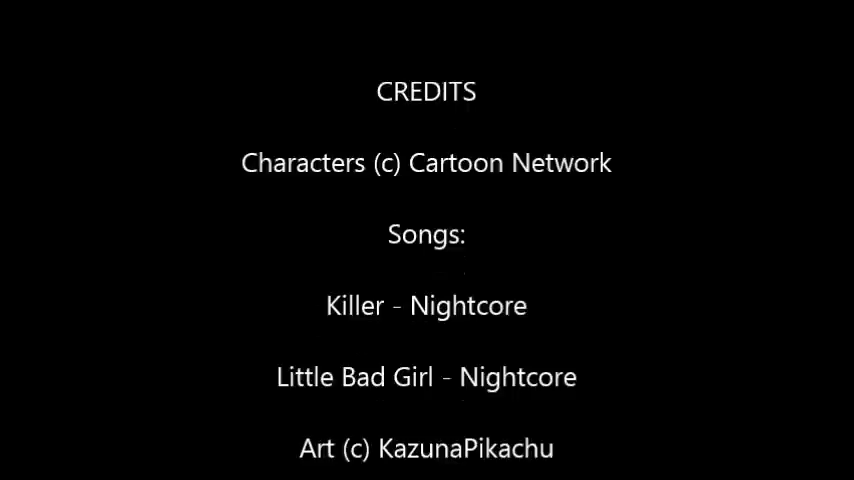 CREDITS
Characters (c) Cartoon Network
Songs:
Killer - Nightcore
Little Bad Girl - Nightcore
Art (c) KazunaPikachu